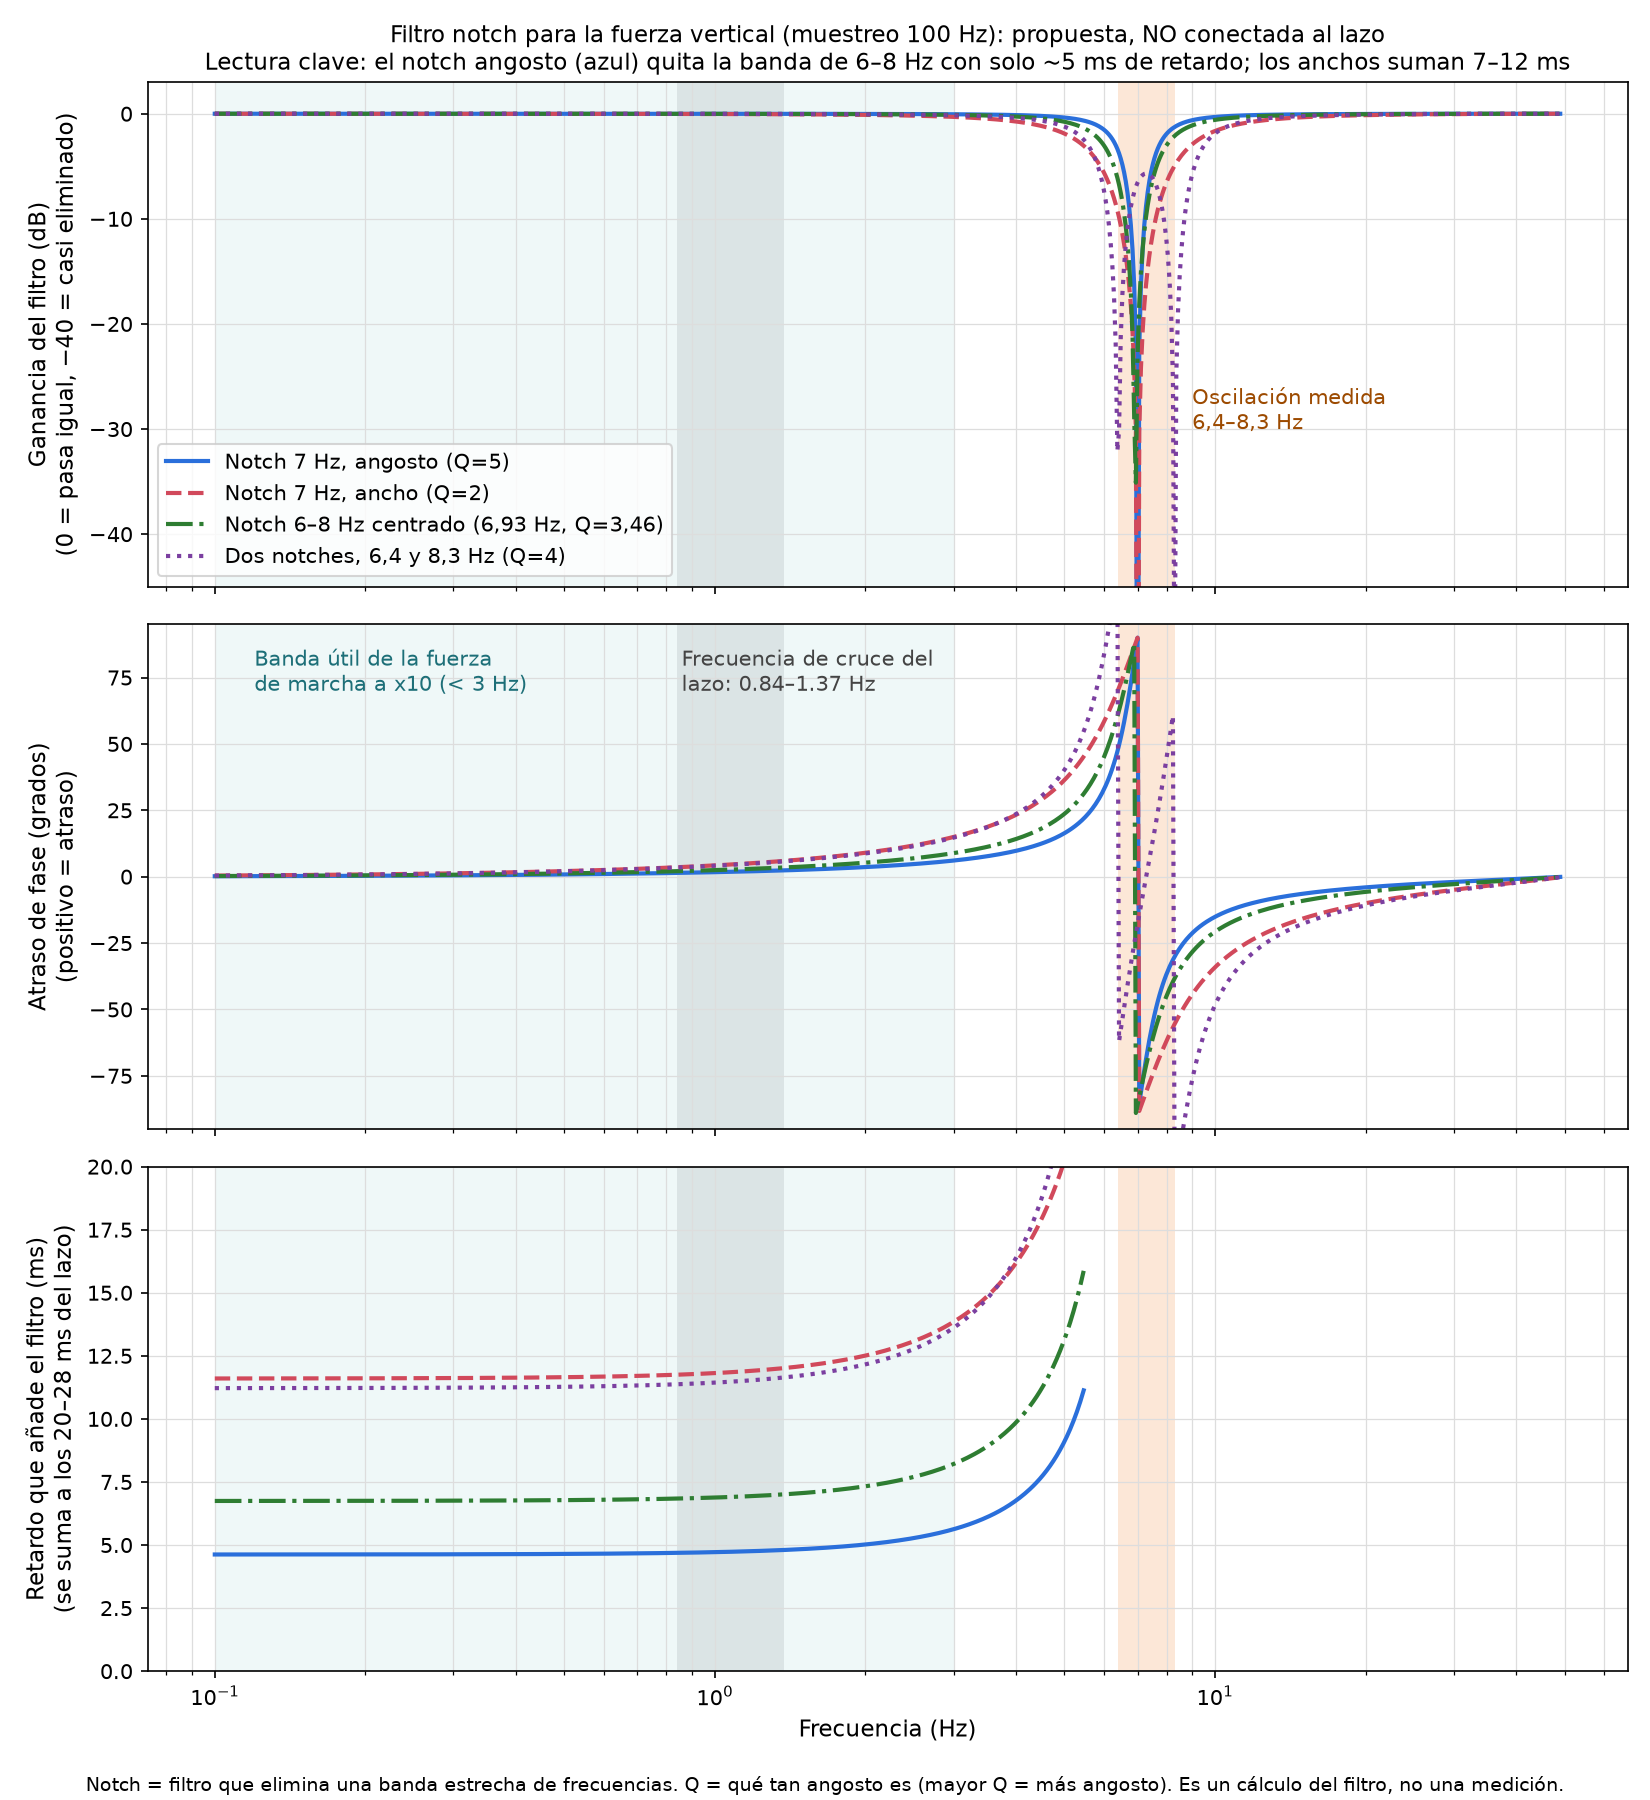 Filtro notch para la fuerza vertical (muestreo 100 Hz): propuesta, NO conectada al lazo
Lectura clave: el notch angosto (azul) quita la banda de 6–8 Hz con solo ~5 ms de retardo; los anchos suman 7–12 ms
Ganancia del filtro (dB)
(0 = pasa igual, −40 = casi eliminado)
0
−10
−20
−30
−40
Oscilación medida
6,4–8,3 Hz
Notch 7 Hz, angosto (Q=5)
Notch 7 Hz, ancho (Q=2)
Notch 6–8 Hz centrado (6,93 Hz, Q=3,46)
Dos notches, 6,4 y 8,3 Hz (Q=4)
Atraso de fase (grados)
(positivo = atraso)
75
50
25
0
−25
−50
−75
Banda útil de la fuerza
de marcha a x10 (< 3 Hz)
Frecuencia de cruce del
lazo: 0.84–1.37 Hz
Retardo que añade el filtro (ms)
(se suma a los 20–28 ms del lazo)
20.0
17.5
15.0
12.5
10.0
7.5
5.0
2.5
0.0
10⁻¹
10⁰
10¹
Frecuencia (Hz)
Notch = filtro que elimina una banda estrecha de frecuencias. Q = qué tan angosto es (mayor Q = más angosto). Es un cálculo del filtro, no una medición.